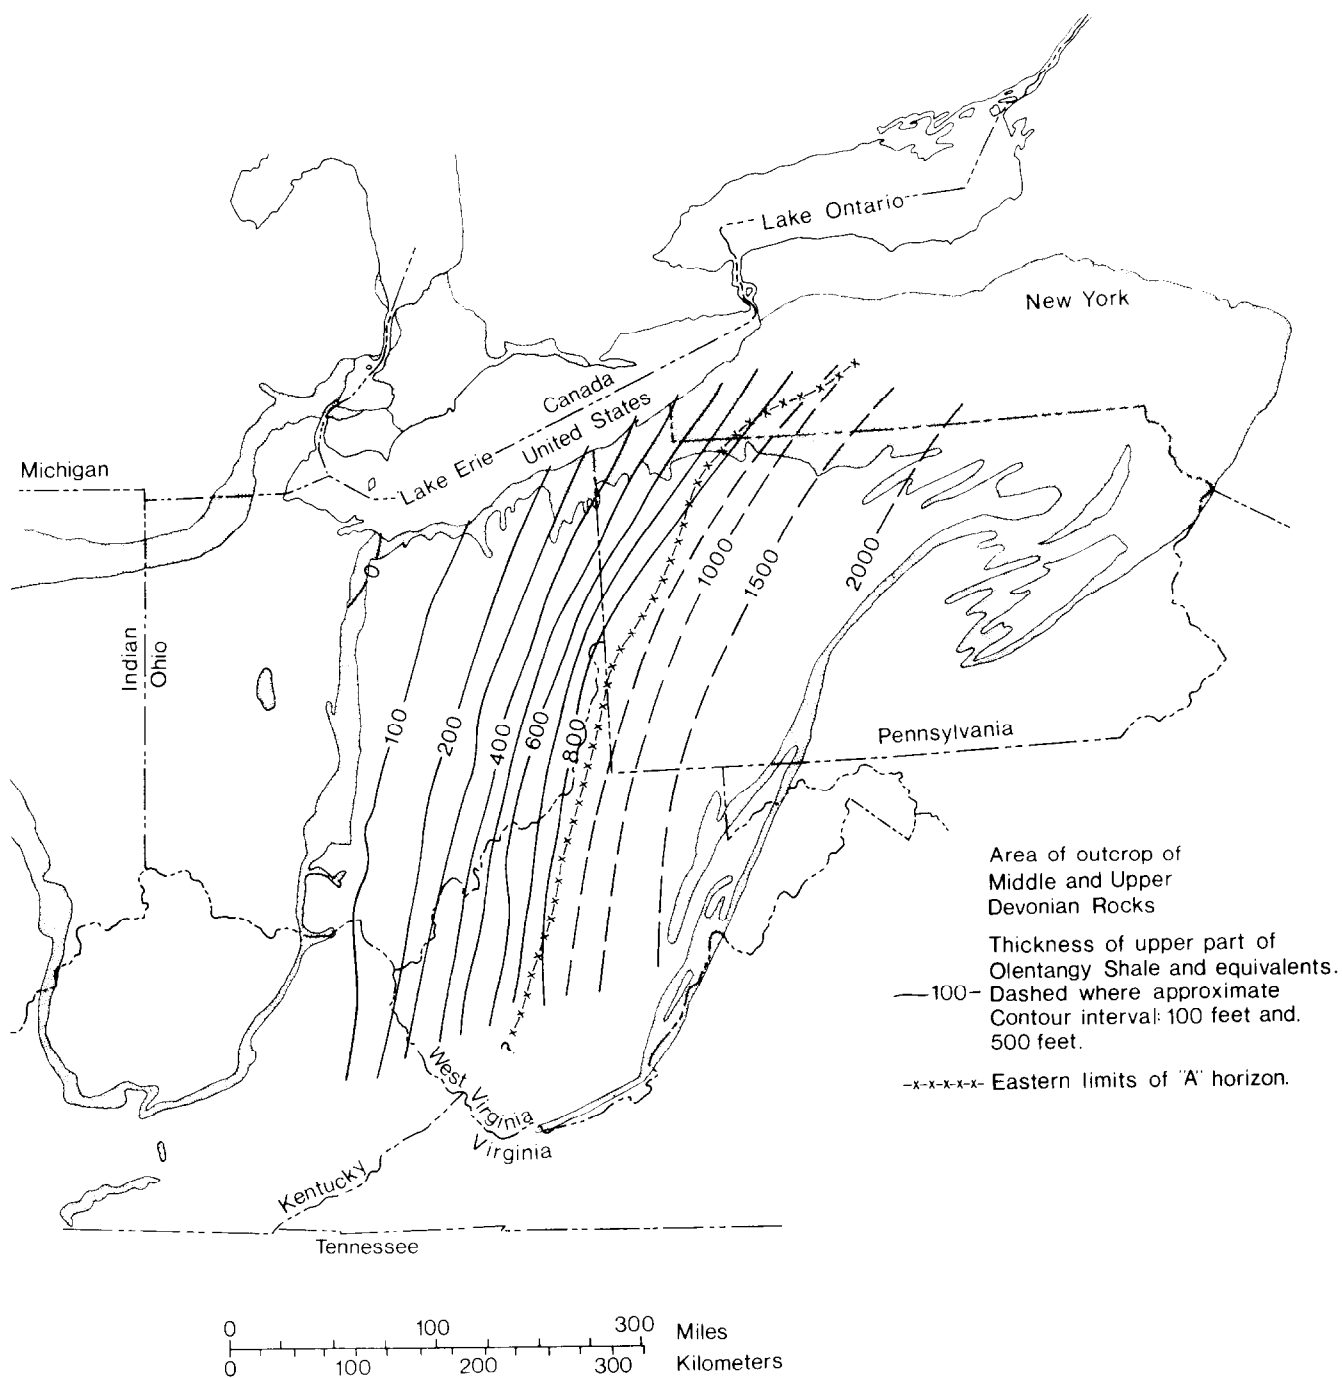 Lake Ontario
New York
Canada
United States
Lake Erie
Michigan
Indian
Ohio
0
100
200
400
600
800
1000
1500
2000
Pennsylvania
Area of outcrop of
Middle and Upper
Devonian Rocks
Thickness of upper part of
Olentangy Shale and equivalents.
—100— Dashed where approximate
Contour interval: 100 feet and.
500 feet.
-x-x-x-x-x- Eastern limits of "A" horizon.
?
West Virginia
Virginia
Kentucky
Tennessee
0 100 300 Miles
0 100 200 300 Kilometers